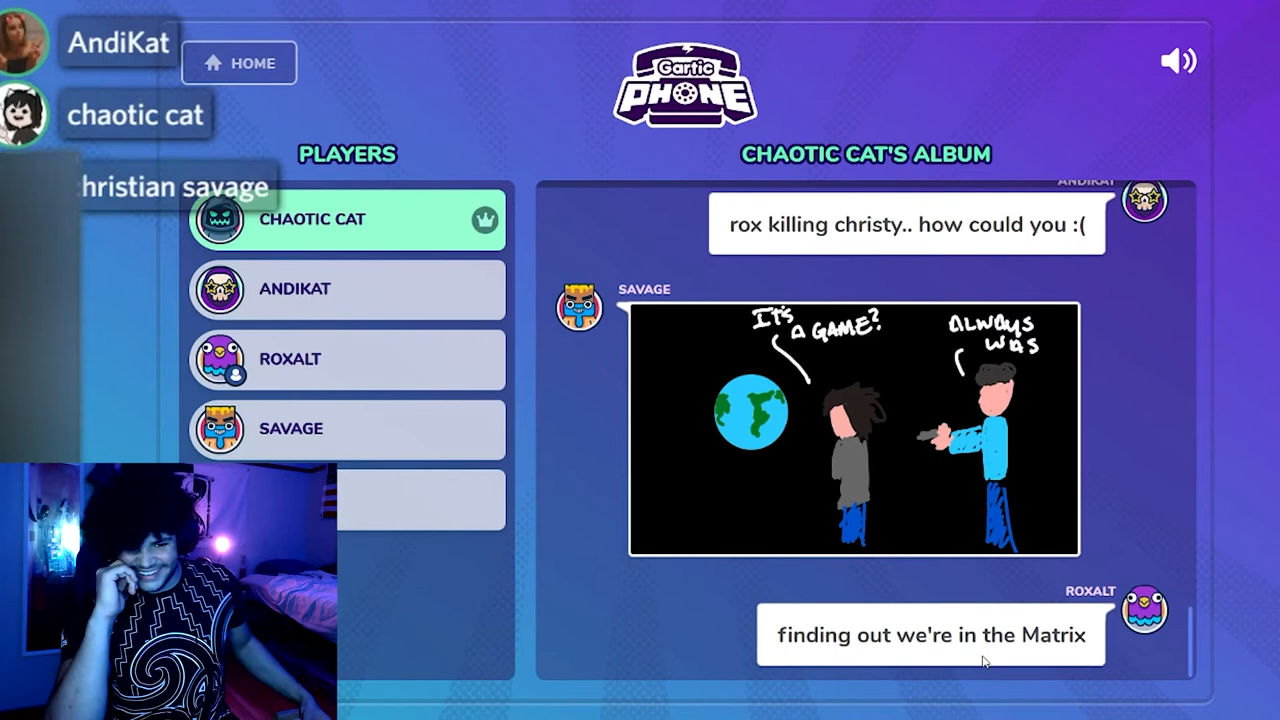 AndiKat
chaotic cat
christian savage
HOME
Gartic
PHONE
PLAYERS
CHAOTIC CAT
ANDIKAT
ROXALT
SAVAGE
CHAOTIC CAT'S ALBUM
ANDIKAT
rox killing christy.. how could you :(
SAVAGE
It's
A GAME?
ALWAYS
WAS
ROXALT
finding out we're in the Matrix